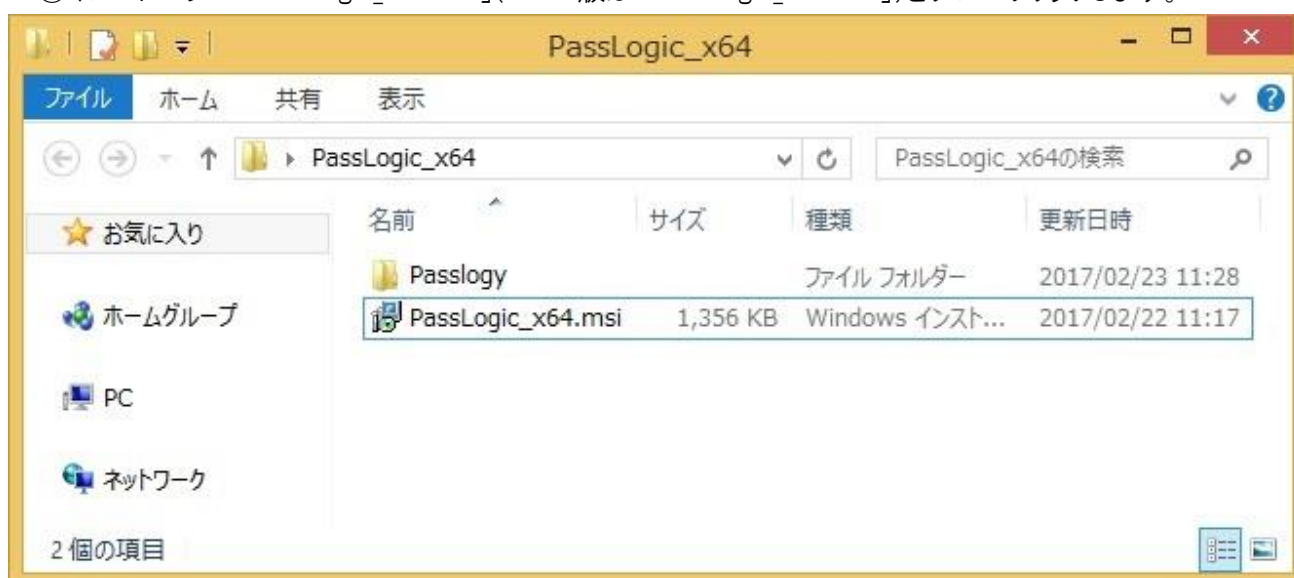 PassLogic_x64
ファイル ホーム 共有 表示
PassLogic_x64 PassLogic_x64の検索
お気に入り
ホームグループ
PC
ネットワーク
名前 サイズ 種類 更新日時
Passlogy ファイル フォルダー 2017/02/23 11:28
PassLogic_x64.msi 1,356 KB Windows インスト... 2017/02/22 11:17
2 個の項目